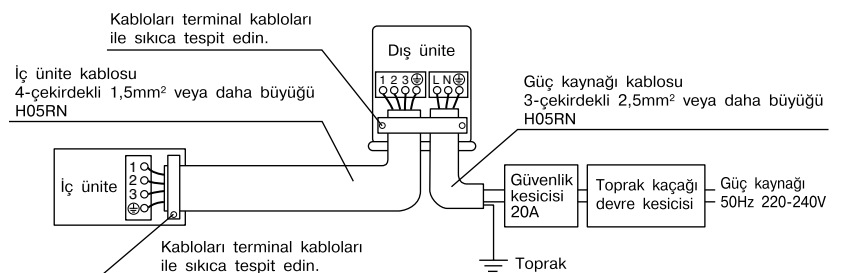 Kabloları terminal kabloları
ile sıkıca tespit edin.
Dış ünite
1 2 3
L N
İç ünite kablosu
4-çekirdekli 1,5mm² veya daha büyüğü
H05RN
Güç kaynağı kablosu
3-çekirdekli 2,5mm² veya daha büyüğü
H05RN
İç ünite
1
2
3
Güvenlik
kesicisi
20A
Toprak kaçağı
devre kesicisi
Güç kaynağı
50Hz 220-240V
Kabloları terminal kabloları
ile sıkıca tespit edin.
Toprak